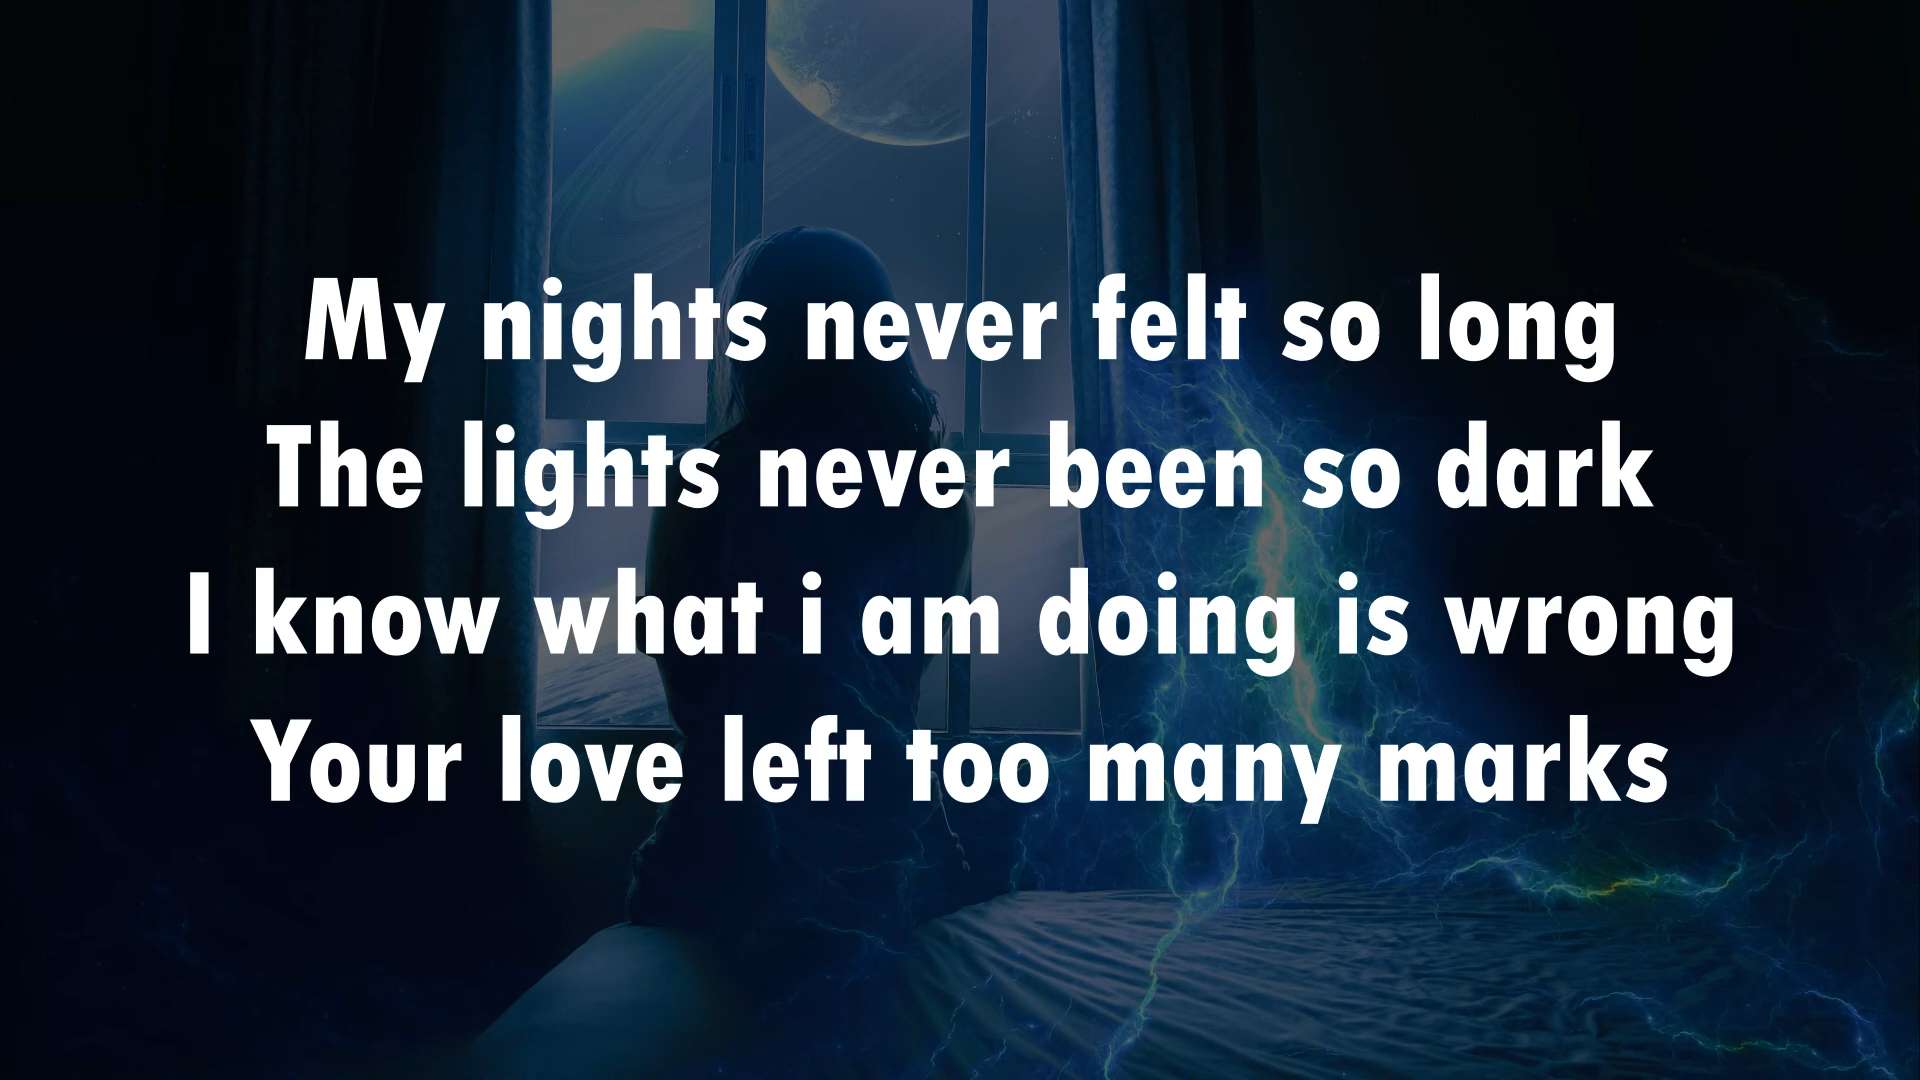 My nights never felt so long
The lights never been so dark
I know what i am doing is wrong
Your love left too many marks